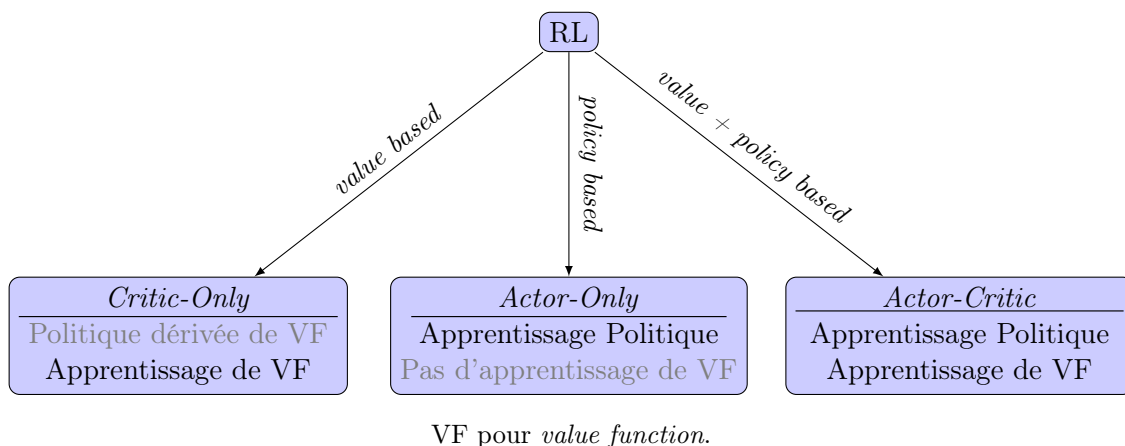 RL
value based
policy based
value + policy based
Critic-Only
Politique dérivée de VF
Apprentissage de VF
Actor-Only
Apprentissage Politique
Pas d'apprentissage de VF
Actor-Critic
Apprentissage Politique
Apprentissage de VF
VF pour value function.